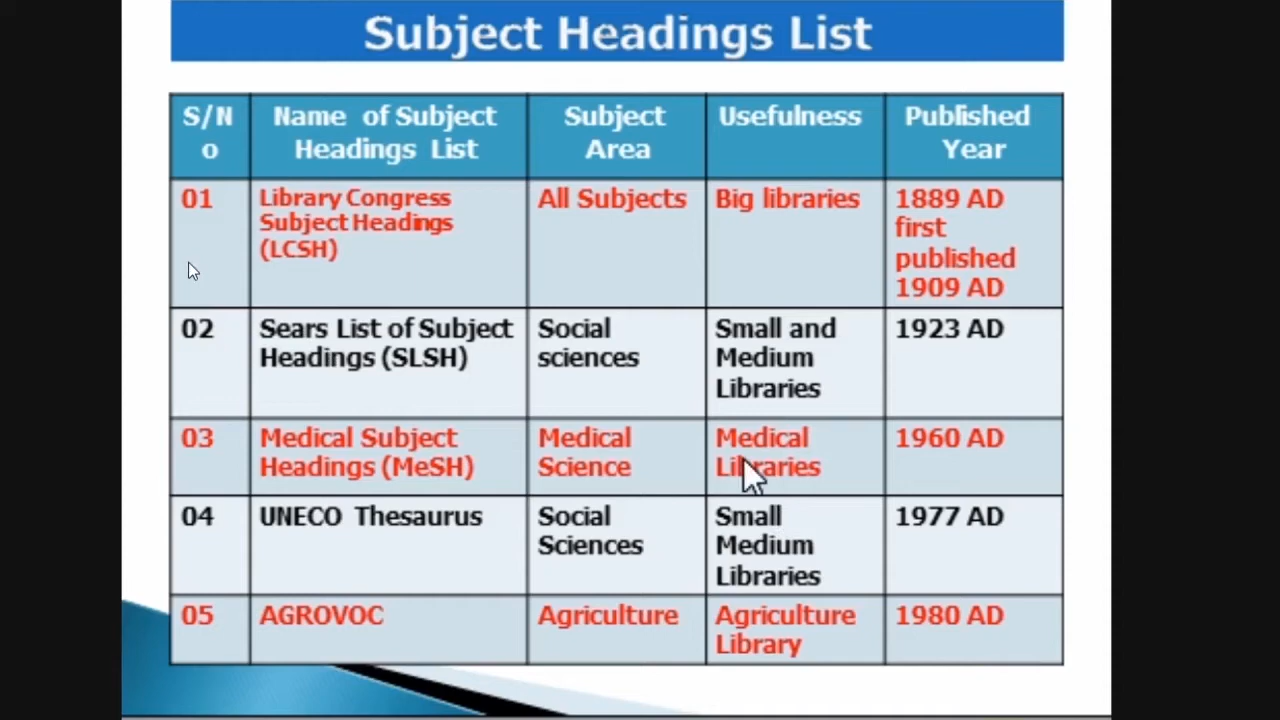 Subject Headings List
S/N
o
Name of Subject
Headings List
Subject
Area
Usefulness
Published
Year
01
Library Congress
Subject Headings
(LCSH)
All Subjects
Big libraries
1889 AD
first
published
1909 AD
02
Sears List of Subject
Headings (SLSH)
Social
sciences
Small and
Medium
Libraries
1923 AD
03
Medical Subject
Headings (MeSH)
Medical
Science
Medical
Libraries
1960 AD
04
UNECO Thesaurus
Social
Sciences
Small
Medium
Libraries
1977 AD
05
AGROVOC
Agriculture
Agriculture
Library
1980 AD